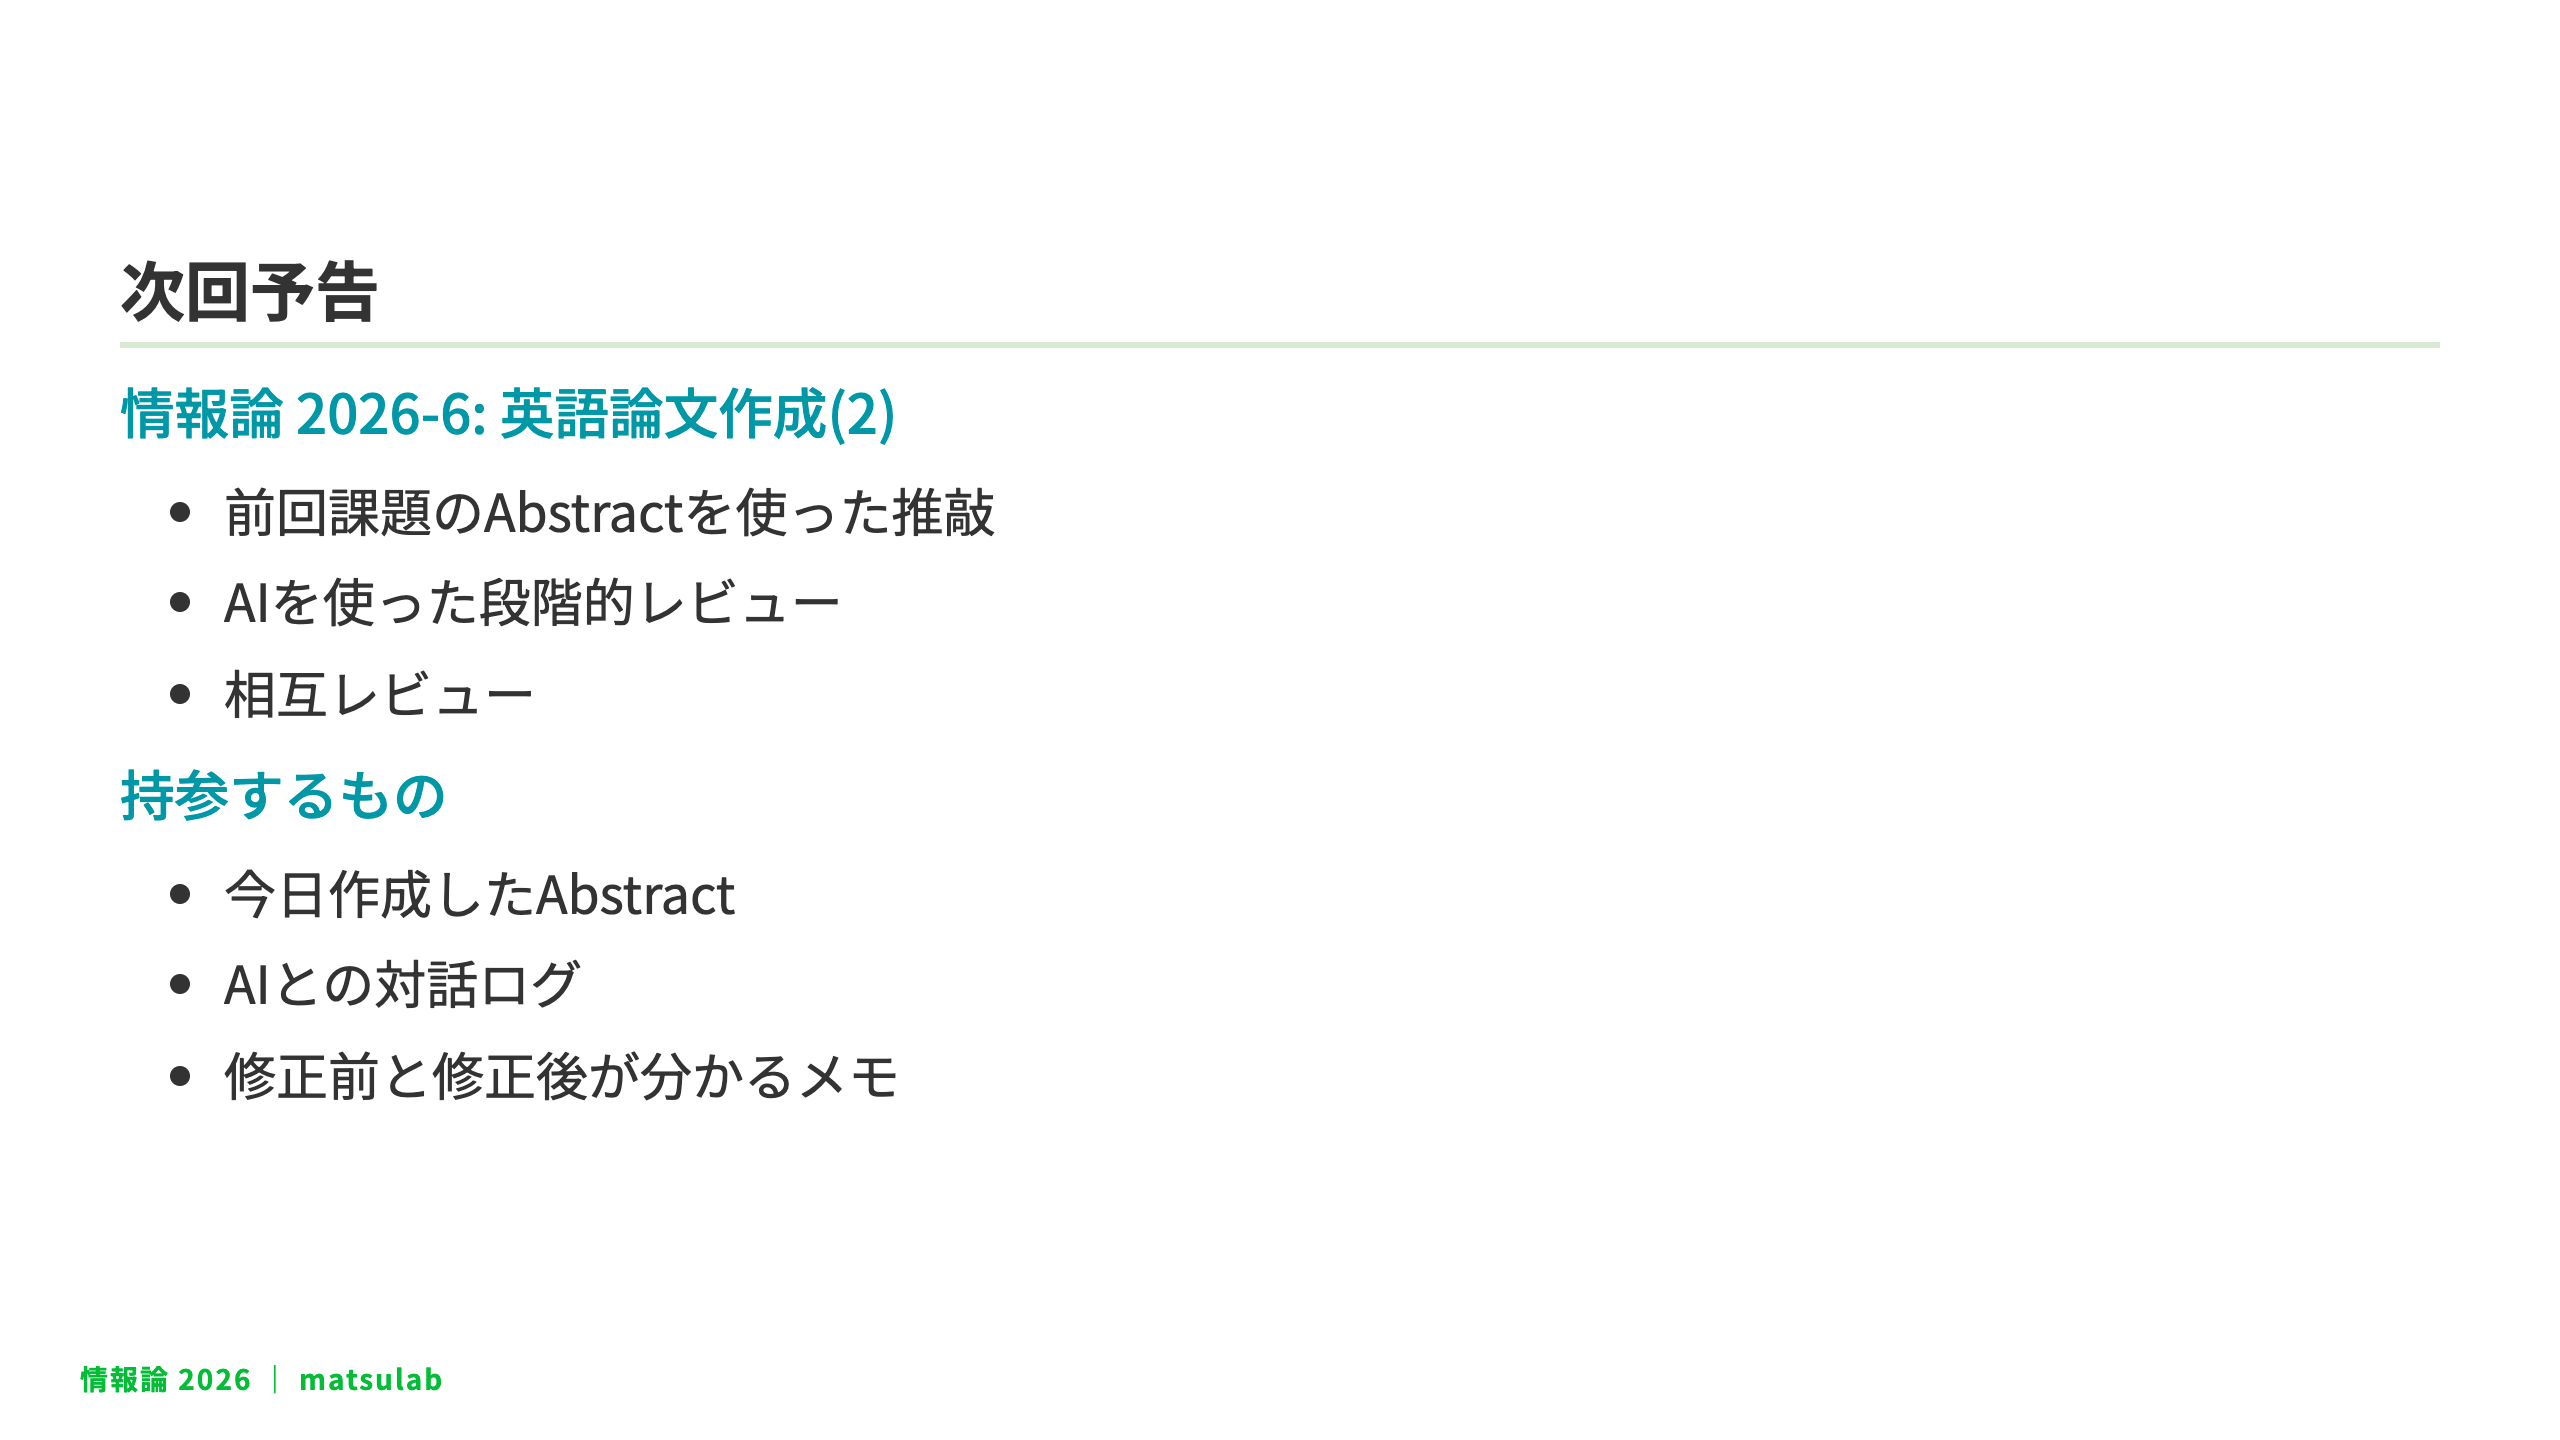 次回予告
情報論 2026-6: 英語論文作成(2)
前回課題のAbstractを使った推敲
AIを使った段階的レビュー
相互レビュー
持参するもの
今日作成したAbstract
AIとの対話ログ
修正前と修正後が分かるメモ
情報論 2026 ｜ matsulab